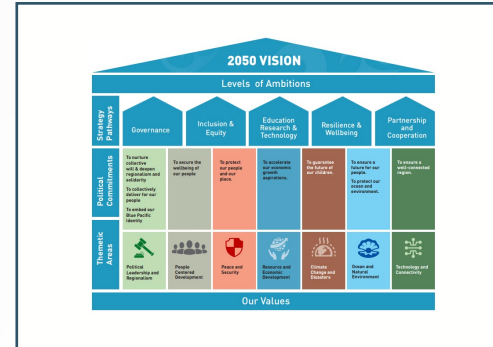 2050 VISION
Levels of Ambitions
Strategy
Pathways
Governance
Inclusion &
Equity
Education
Research &
Technology
Resilience &
Wellbeing
Partnership
and
Cooperation
Political
Commitments
To nurture
collective
will & deepen
regionalism and
solidarity
To collectively
deliver for our
people
To embed our
Blue Pacific
Identity
To secure the
wellbeing of
our people
To protect
our people
and our
place.
To accelerate
our economic
growth
aspirations.
To guarantee
the future of
our children.
To ensure a
future for our
people.
To protect our
ocean and
environment.
To ensure a
well-connected
region.
Thematic
Areas
Political
Leadership and
Regionalism
People
Centered
Development
Peace and
Security
Resource and
Economic
Development
Climate
Change and
Disasters
Ocean and
Natural
Environment
Technology and
Connectivity
Our Values